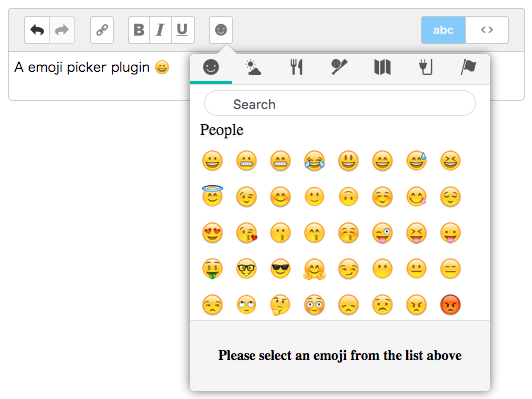 B I U
abc <>
A emoji picker plugin 😀
Search
People
Please select an emoji from the list above